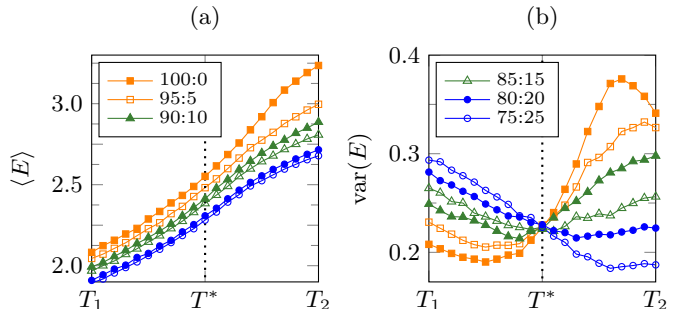 (a)
⟨E⟩
3.0
2.5
2.0
100:0
95:5
90:10
T₁
T*
T₂
(b)
var(E)
0.4
0.3
0.2
85:15
80:20
75:25
T₁
T*
T₂